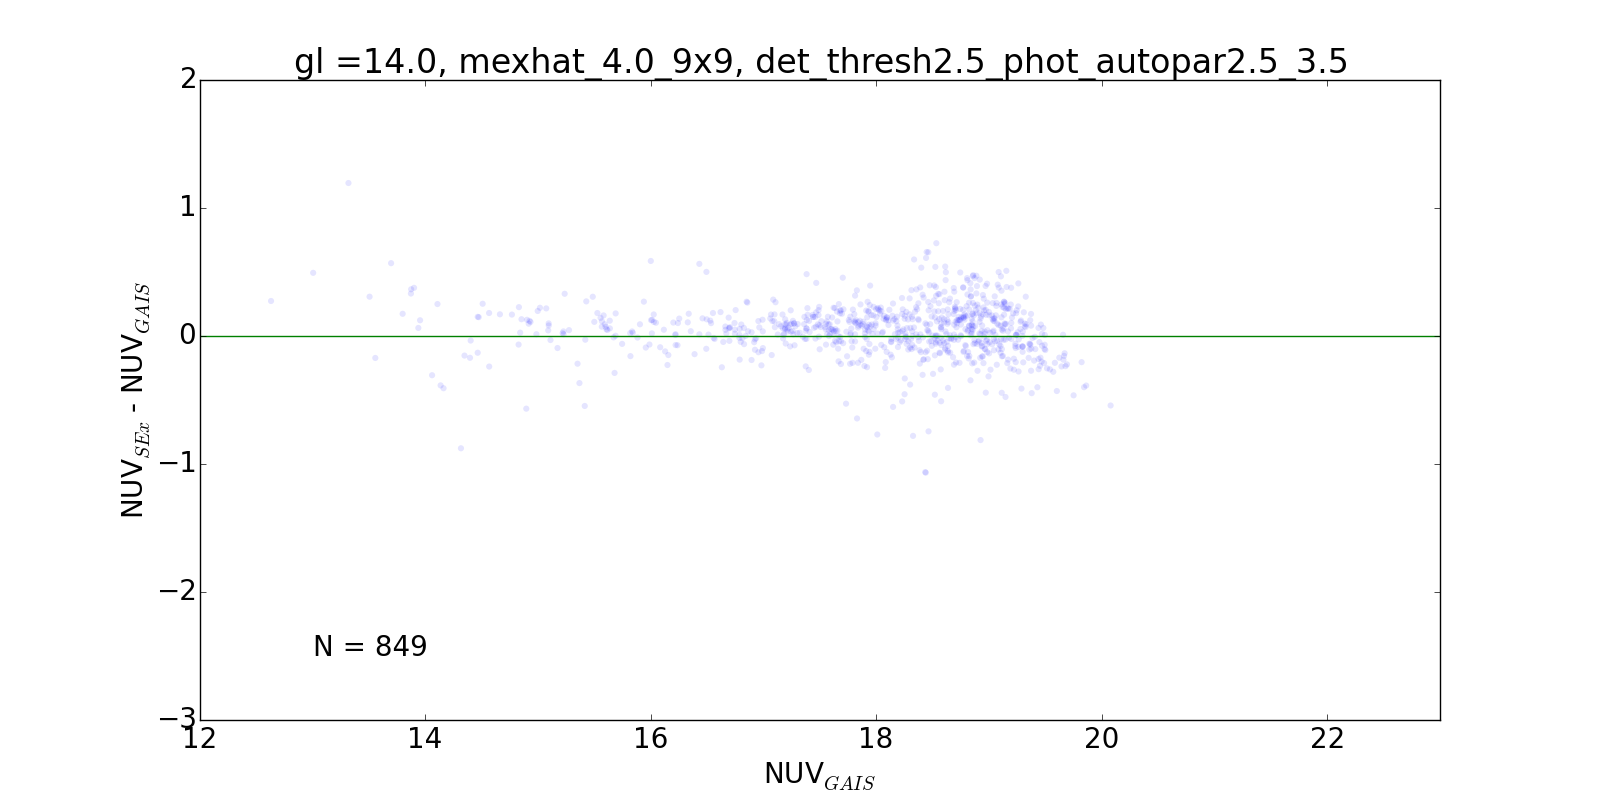 gl =14.0, mexhat_4.0_9x9, det_thresh2.5_phot_autopar2.5_3.5
2
1
0
−1
−2
−3
NUV_SEx - NUV_GAIS
N = 849
12 14 16 18 20 22
NUV_GAIS